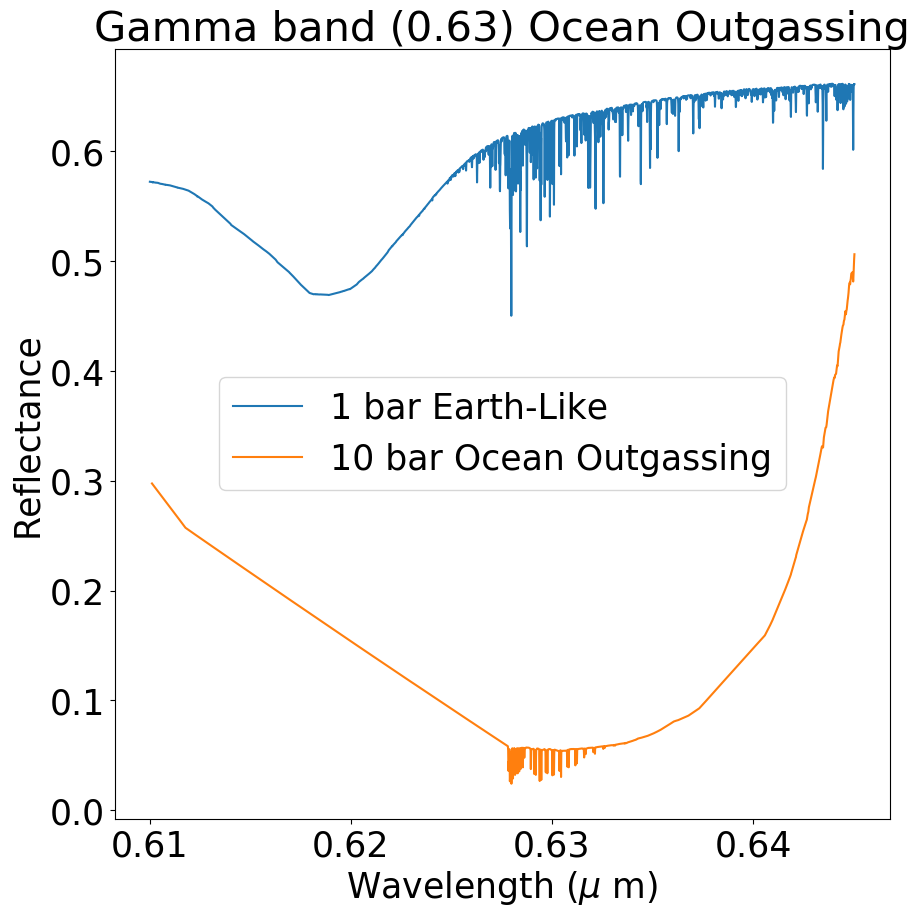 Gamma band (0.63) Ocean Outgassing
Reflectance
0.6
0.5
0.4
0.3
0.2
0.1
0.0
1 bar Earth-Like
10 bar Ocean Outgassing
0.61 0.62 0.63 0.64
Wavelength (μ m)